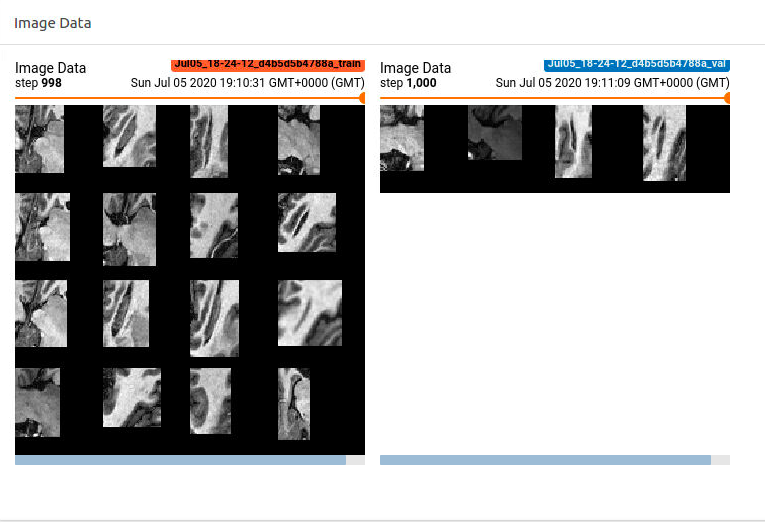 Image Data
Image Data
Jul05_18-24-12_d4b5d5b4788a_train
step 998
Sun Jul 05 2020 19:10:31 GMT+0000 (GMT)
Image Data
Jul05_18-24-12_d4b5d5b4788a_val
step 1,000
Sun Jul 05 2020 19:11:09 GMT+0000 (GMT)